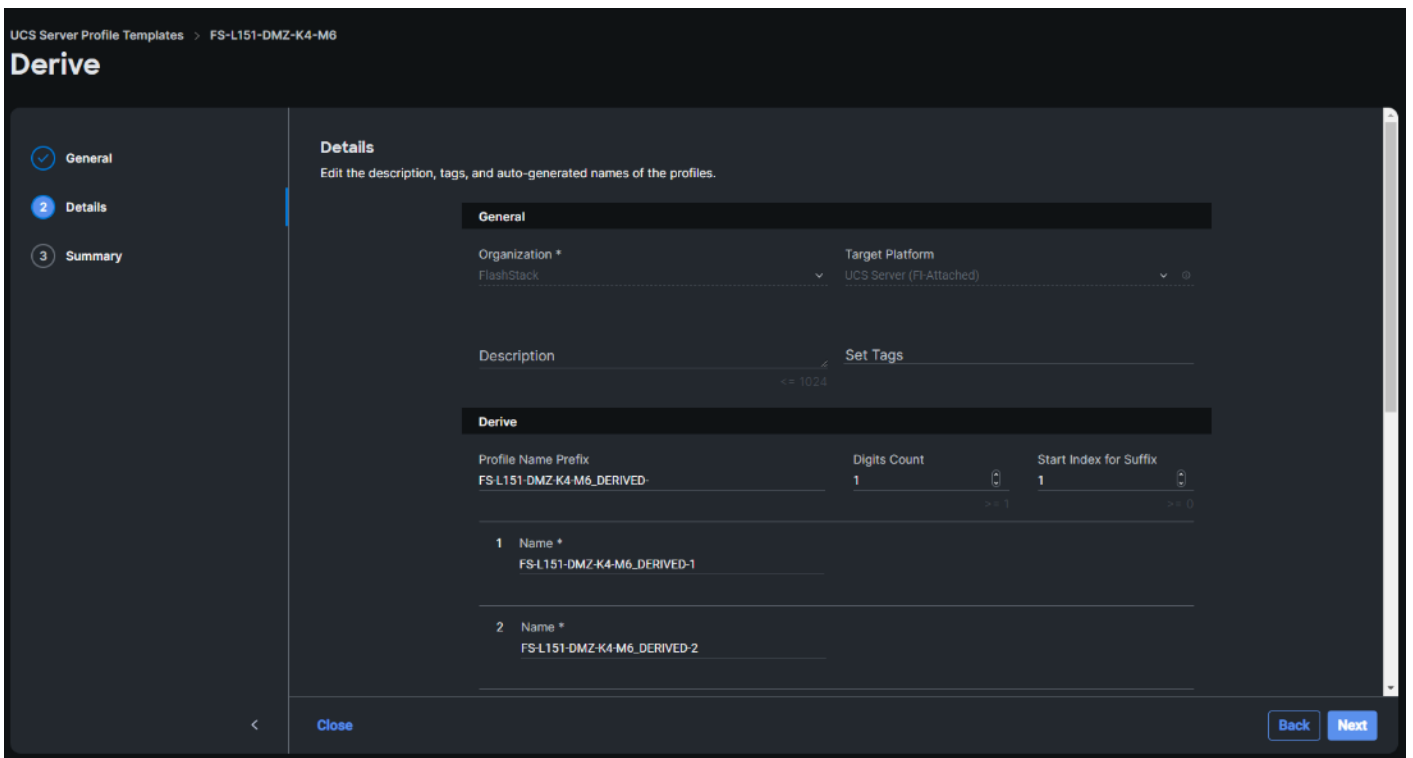 UCS Server Profile Templates > FS-L151-DMZ-K4-M6
Derive
General
2 Details
3 Summary
Details
Edit the description, tags, and auto-generated names of the profiles.
General
Organization * Target Platform
FlashStack UCS Server (FI-Attached)
Description Set Tags
<= 1024
Derive
Profile Name Prefix Digits Count Start Index for Suffix
FS-L151-DMZ-K4-M6_DERIVED- 1 1
>= 1 >= 0
1 Name *
FS-L151-DMZ-K4-M6_DERIVED-1
2 Name *
FS-L151-DMZ-K4-M6_DERIVED-2
< Close Back Next